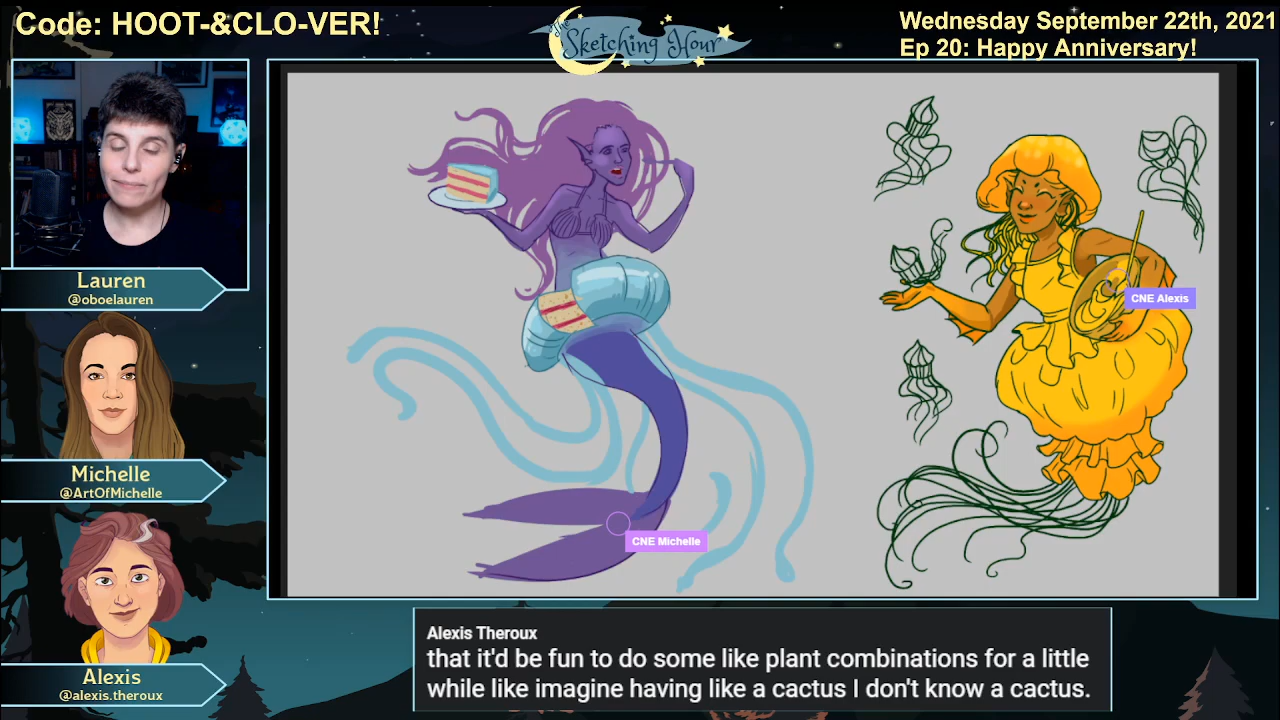 Code: HOOT-&CLO-VER!
The
Sketching Hour
Wednesday September 22th, 2021
Ep 20: Happy Anniversary!
Lauren
@oboelauren
Michelle
@ArtOfMichelle
Alexis
@alexis.theroux
CNE Alexis
CNE Michelle
Alexis Theroux
that it'd be fun to do some like plant combinations for a little
while like imagine having like a cactus I don't know a cactus.